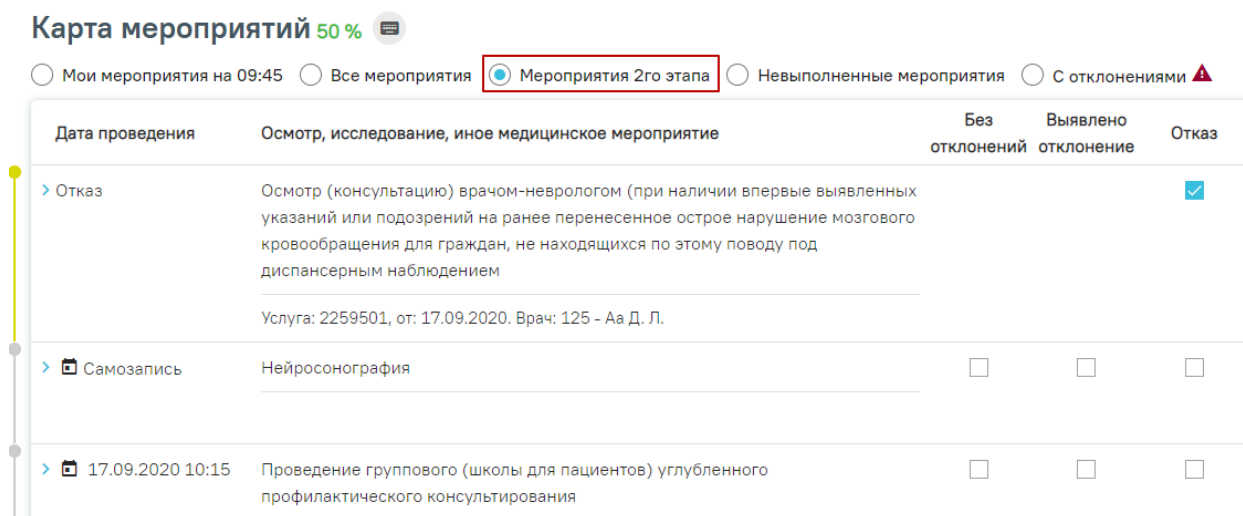 Карта мероприятий 50 %
Мои мероприятия на 09:45 Все мероприятия Мероприятия 2го этапа Невыполненные мероприятия С отклонениями
Дата проведения Осмотр, исследование, иное медицинское мероприятие Без отклонений Выявлено отклонение Отказ
Отказ Осмотр (консультацию) врачом-неврологом (при наличии впервые выявленных
указаний или подозрений на ранее перенесенное острое нарушение мозгового
кровообращения для граждан, не находящихся по этому поводу под
диспансерным наблюдением
Услуга: 2259501, от: 17.09.2020. Врач: 125 - Аа Д. Л.
Самозапись Нейросонография
17.09.2020 10:15 Проведение группового (школы для пациентов) углубленного
профилактического консультирования